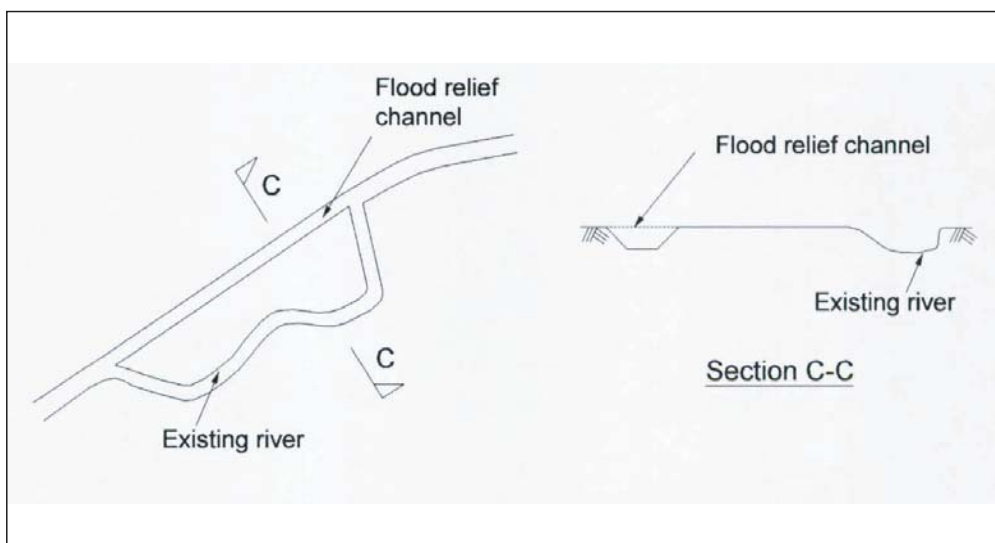 Flood relief
channel
C
C
Existing river
Flood relief channel
Existing river
Section C-C